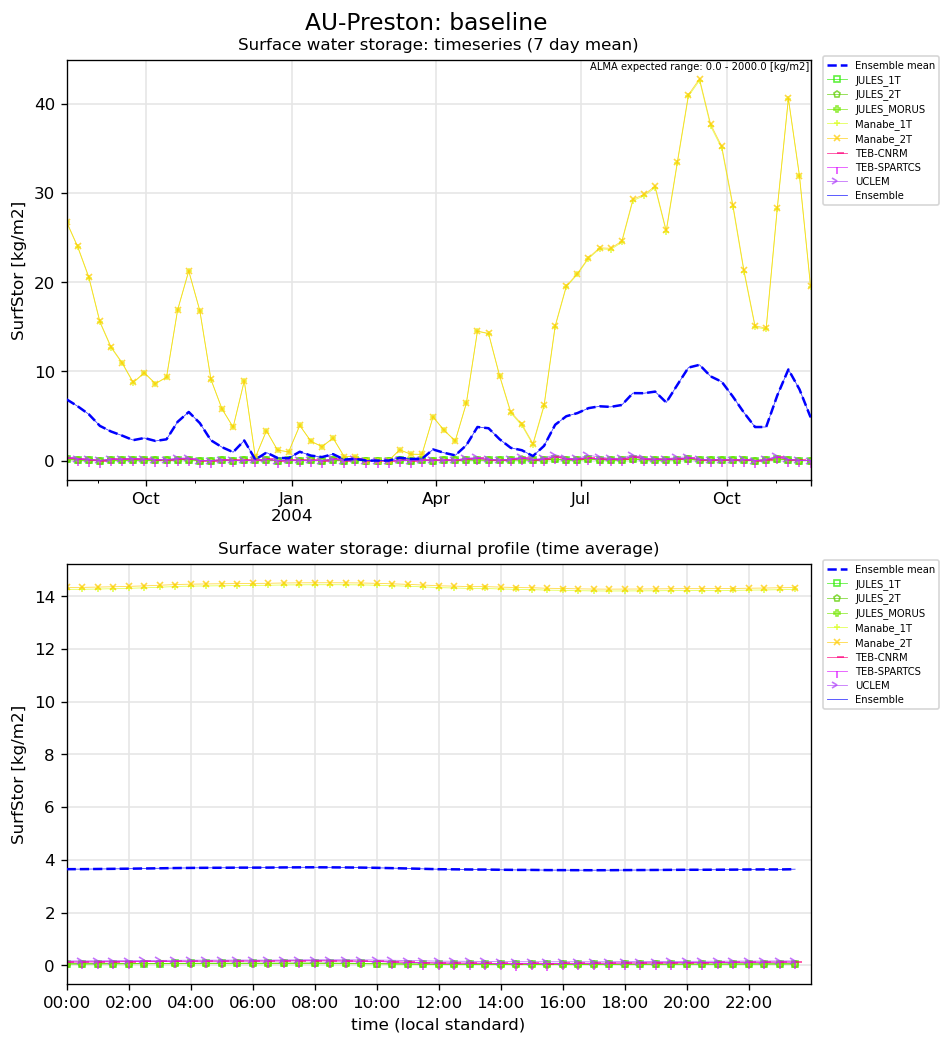 AU-Preston: baseline
Surface water storage: timeseries (7 day mean)
ALMA expected range: 0.0 - 2000.0 [kg/m2]
SurfStor [kg/m2]
40
30
20
10
0
Oct
Jan
2004
Apr
Jul
Oct
Ensemble mean
JULES_1T
JULES_2T
JULES_MORUS
Manabe_1T
Manabe_2T
TEB-CNRM
TEB-SPARTCS
UCLEM
Ensemble
Surface water storage: diurnal profile (time average)
SurfStor [kg/m2]
14
12
10
8
6
4
2
0
00:00
02:00
04:00
06:00
08:00
10:00
12:00
14:00
16:00
18:00
20:00
22:00
time (local standard)
Ensemble mean
JULES_1T
JULES_2T
JULES_MORUS
Manabe_1T
Manabe_2T
TEB-CNRM
TEB-SPARTCS
UCLEM
Ensemble